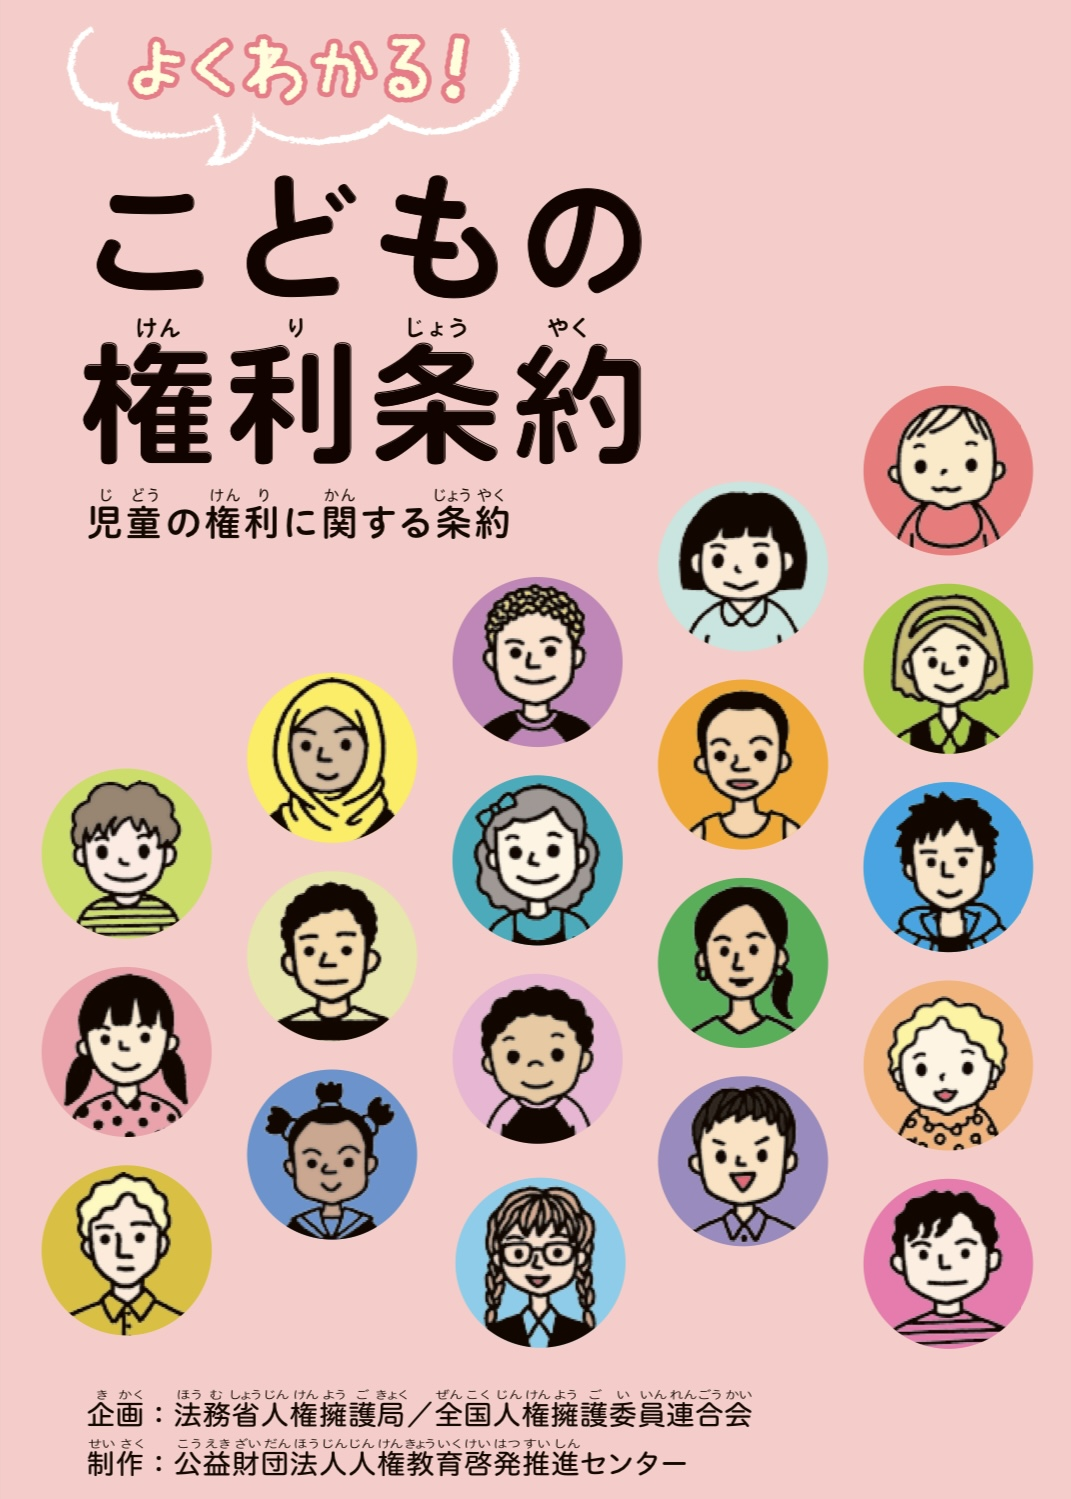 よくわかる!
こどもの
けん り じょう やく
権利条約
じ どう けん り かん じょう やく
児童の権利に関する条約
き かく ほう む しょう じん けん よう ご きょく ぜん こく じん けん よう ご い いん れん ごう かい
企画：法務省人権擁護局／全国人権擁護委員連合会
せい さく こう えき ざい だん ほう じん じん けん きょう いく けい はつ すい しん
制作：公益財団法人人権教育啓発推進センター